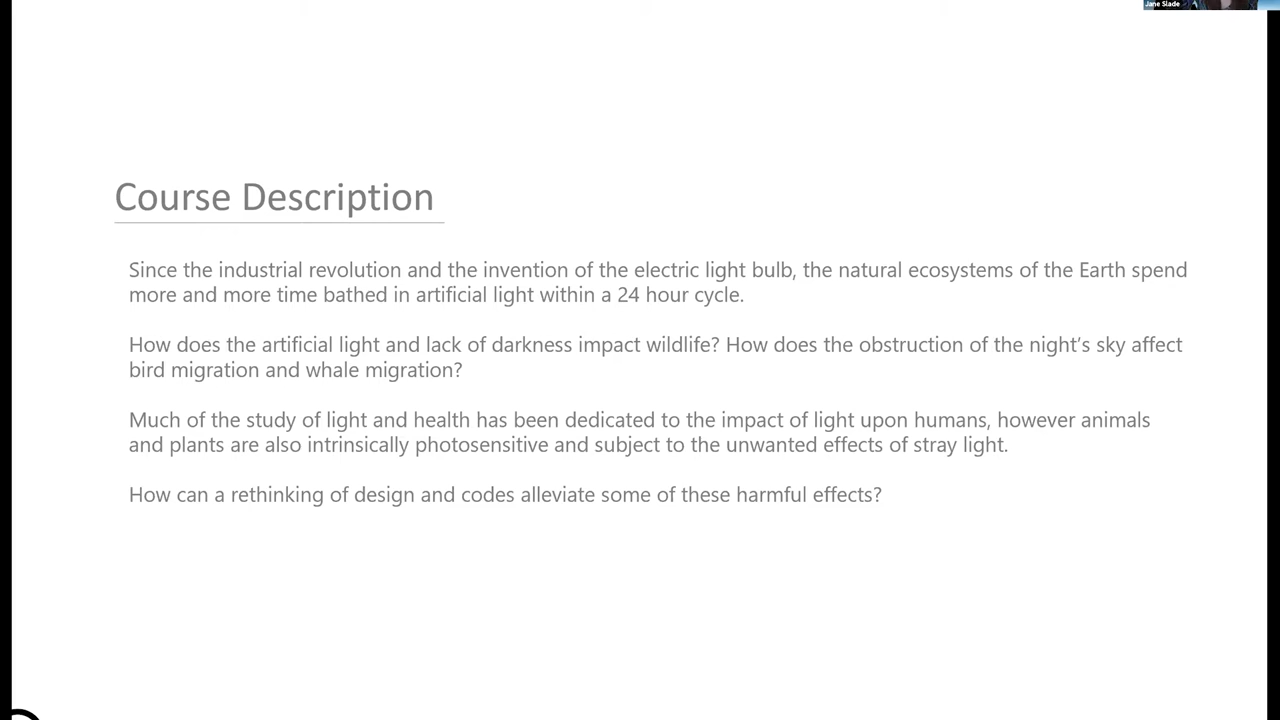 Jane Slade
Course Description
Since the industrial revolution and the invention of the electric light bulb, the natural ecosystems of the Earth spend
more and more time bathed in artificial light within a 24 hour cycle.
How does the artificial light and lack of darkness impact wildlife? How does the obstruction of the night’s sky affect
bird migration and whale migration?
Much of the study of light and health has been dedicated to the impact of light upon humans, however animals
and plants are also intrinsically photosensitive and subject to the unwanted effects of stray light.
How can a rethinking of design and codes alleviate some of these harmful effects?